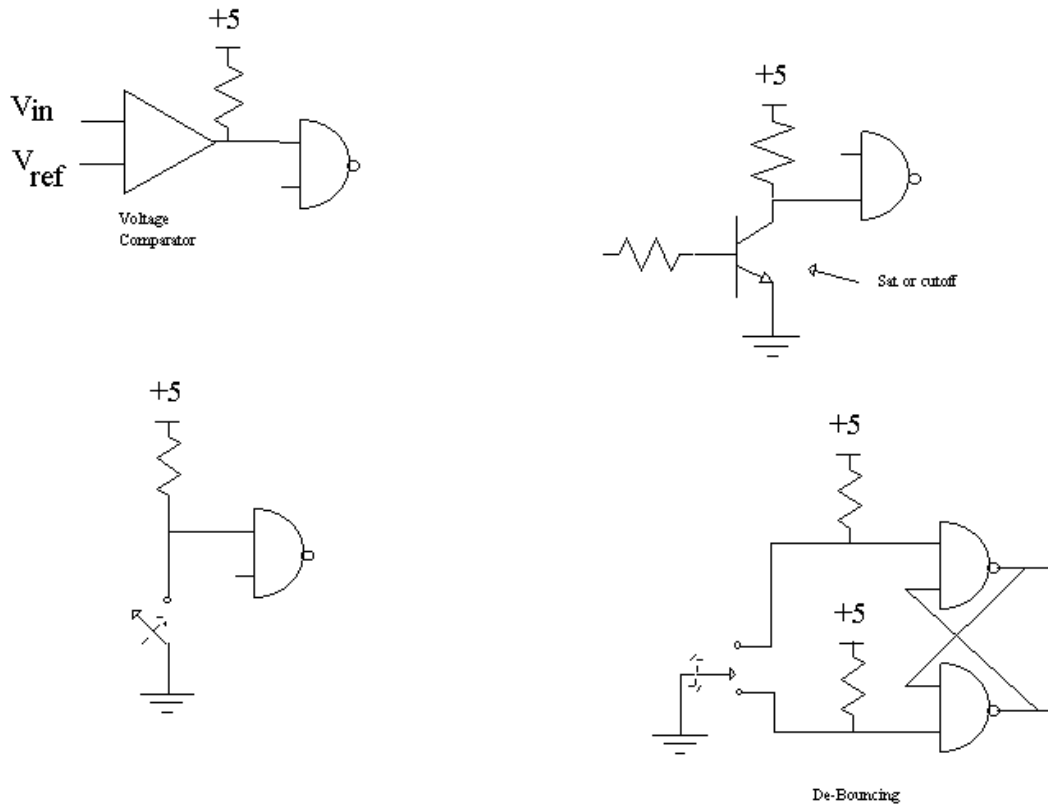 +5
Vin
Vref
Voltage
Comparator
+5
Sat or cutoff
+5
+5
+5
De-Bouncing